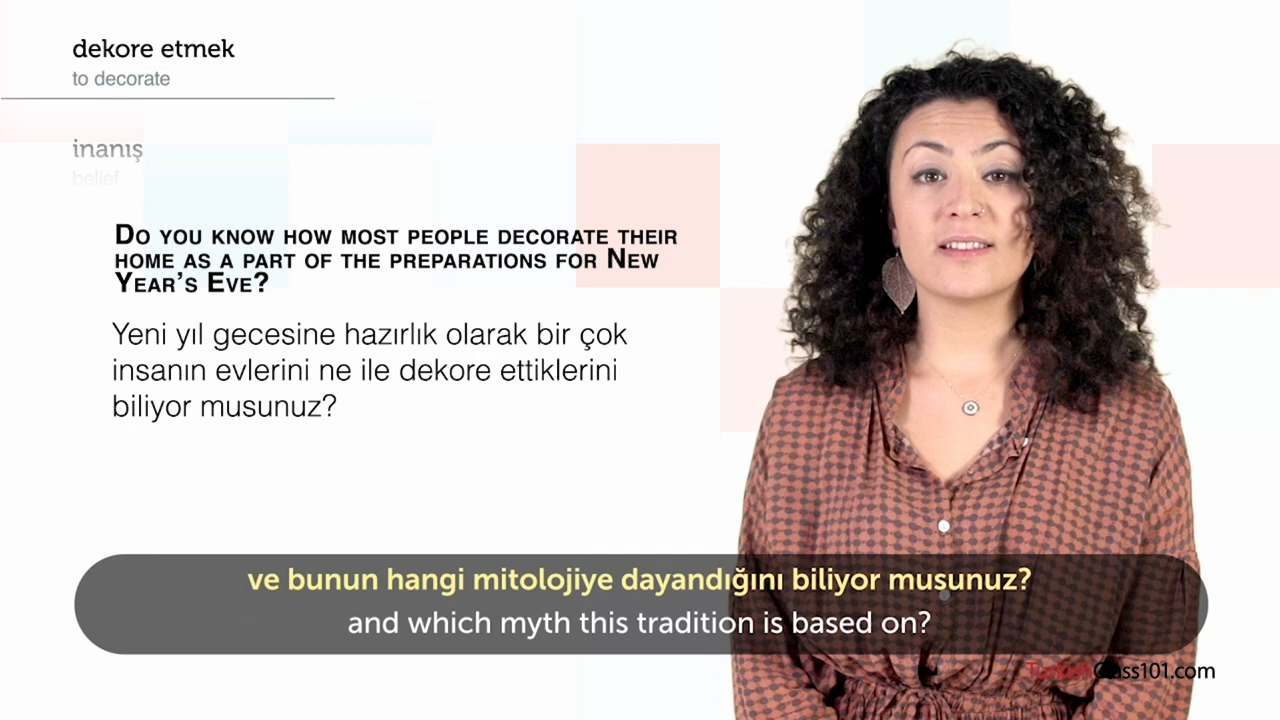 dekore etmek
to decorate
inanış
belief
Do you know how most people decorate their
home as a part of the preparations for New
Year's Eve?
Yeni yıl gecesine hazırlık olarak bir çok
insanın evlerini ne ile dekore ettiklerini
biliyor musunuz?
ve bunun hangi mitolojiye dayandığını biliyor musunuz?
and which myth this tradition is based on?
TurkishClass101.com